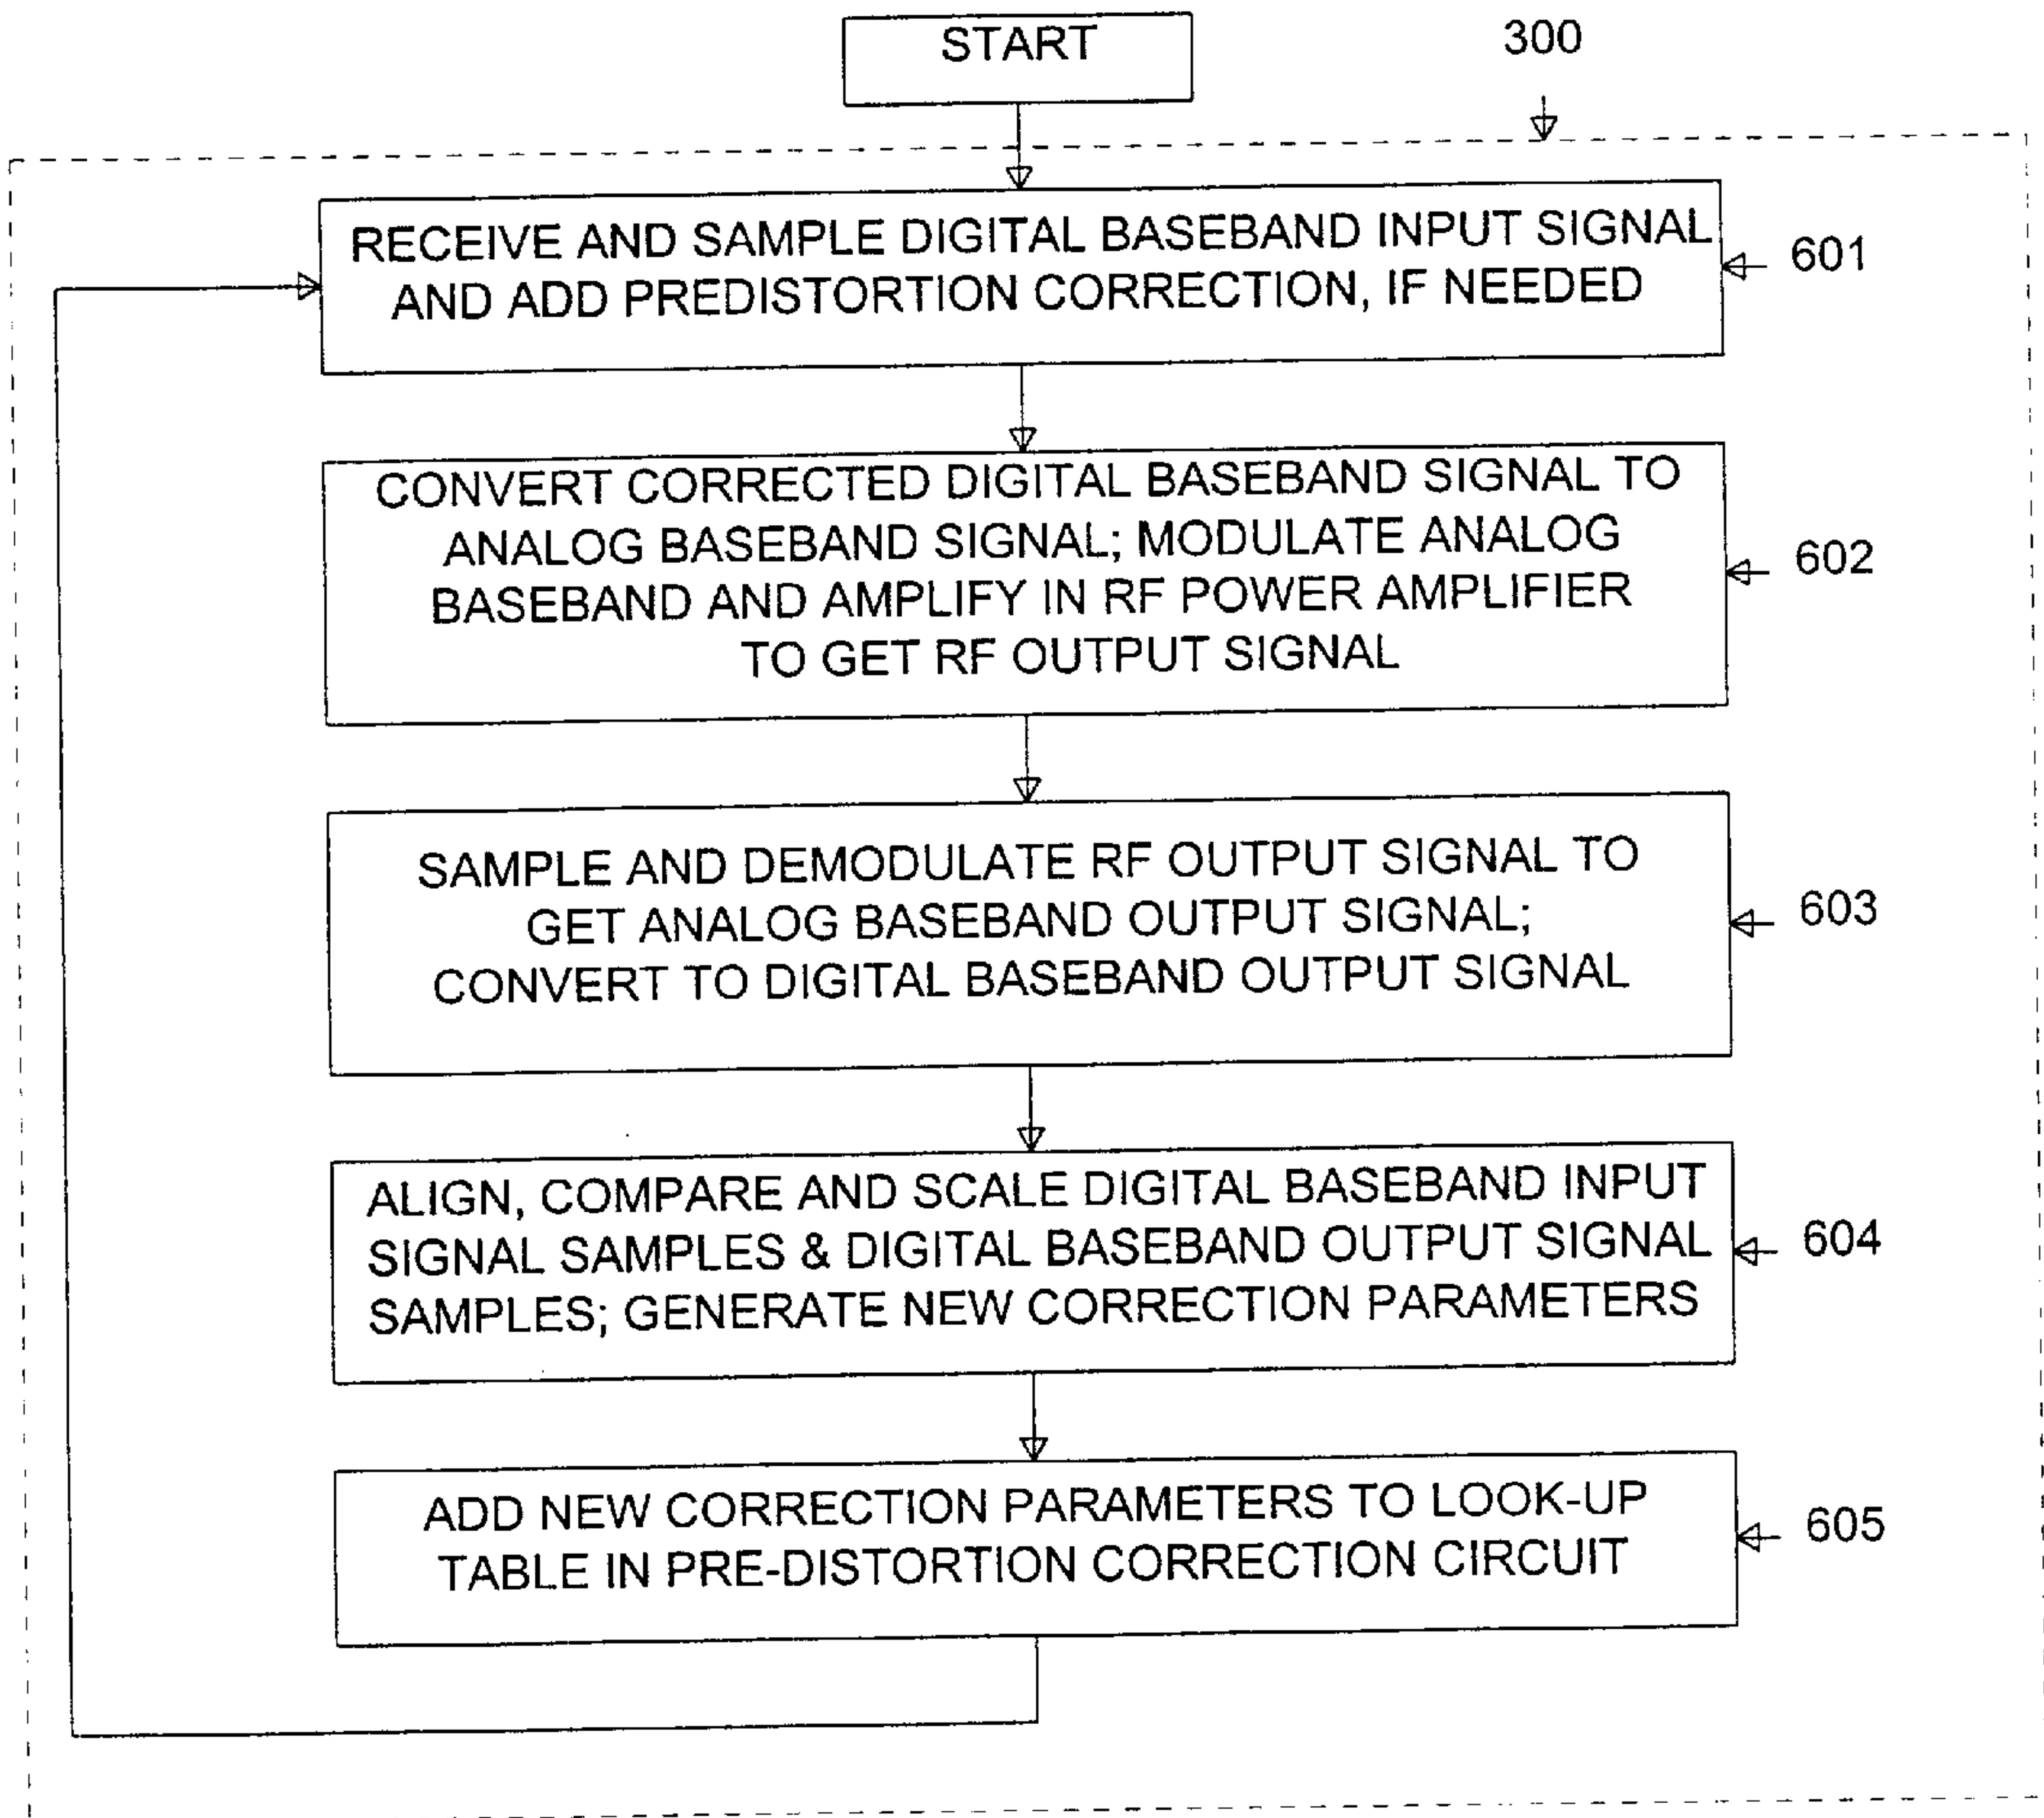 START
300
RECEIVE AND SAMPLE DIGITAL BASEBAND INPUT SIGNAL
AND ADD PREDISTORTION CORRECTION, IF NEEDED
601
CONVERT CORRECTED DIGITAL BASEBAND SIGNAL TO
ANALOG BASEBAND SIGNAL; MODULATE ANALOG
BASEBAND AND AMPLIFY IN RF POWER AMPLIFIER
TO GET RF OUTPUT SIGNAL
602
SAMPLE AND DEMODULATE RF OUTPUT SIGNAL TO
GET ANALOG BASEBAND OUTPUT SIGNAL;
CONVERT TO DIGITAL BASEBAND OUTPUT SIGNAL
603
ALIGN, COMPARE AND SCALE DIGITAL BASEBAND INPUT
SIGNAL SAMPLES & DIGITAL BASEBAND OUTPUT SIGNAL
SAMPLES; GENERATE NEW CORRECTION PARAMETERS
604
ADD NEW CORRECTION PARAMETERS TO LOOK-UP
TABLE IN PRE-DISTORTION CORRECTION CIRCUIT
605